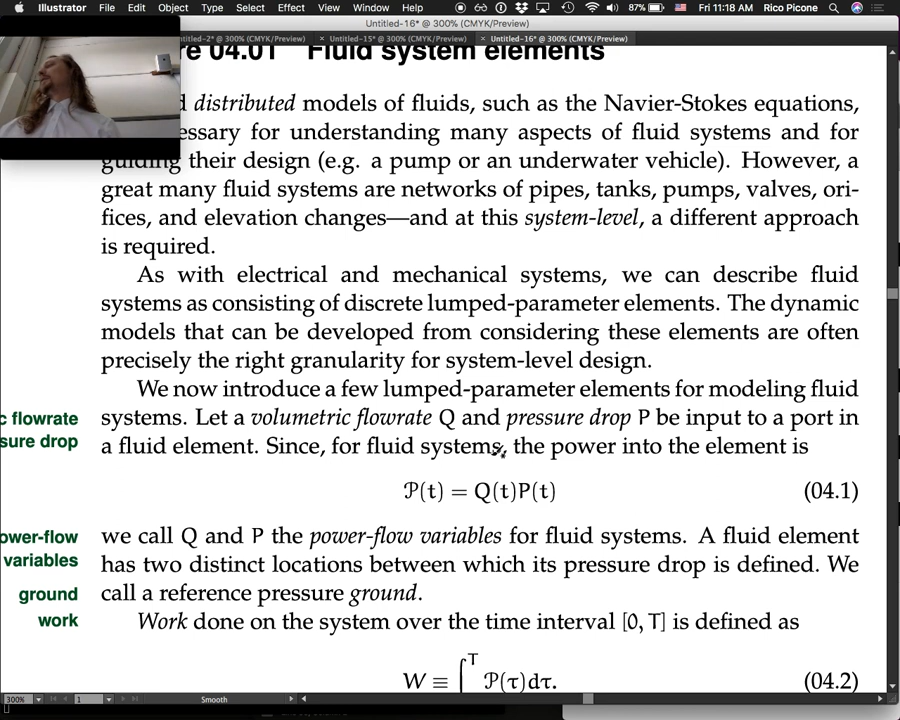 Illustrator File Edit Object Type Select Effect View Window Help 87% Fri 11:18 AM Rico Picone
Untitled-16* @ 300% (CMYK/Preview)
ntitled-2* @ 300% (CMYK/Preview) × Untitled-15* @ 300% (CMYK/Preview) × Untitled-16* @ 300% (CMYK/Preview)
re 04.01 Fluid system elements
d distributed models of fluids, such as the Navier-Stokes equations,
essary for understanding many aspects of fluid systems and for
guiding their design (e.g. a pump or an underwater vehicle). However, a
great many fluid systems are networks of pipes, tanks, pumps, valves, ori-
fices, and elevation changes—and at this system-level, a different approach
is required.
As with electrical and mechanical systems, we can describe fluid
systems as consisting of discrete lumped-parameter elements. The dynamic
models that can be developed from considering these elements are often
precisely the right granularity for system-level design.
We now introduce a few lumped-parameter elements for modeling fluid
c flowrate
systems. Let a volumetric flowrate Q and pressure drop P be input to a port in
sure drop
a fluid element. Since, for fluid systems, the power into the element is
𝒫(t) = Q(t)P(t) (04.1)
ower-flow
we call Q and P the power-flow variables for fluid systems. A fluid element
variables
has two distinct locations between which its pressure drop is defined. We
ground
call a reference pressure ground.
work
Work done on the system over the time interval [0, T] is defined as
W ≡ ∫ᵀ 𝒫(τ)dτ. (04.2)
300% 1 Smooth